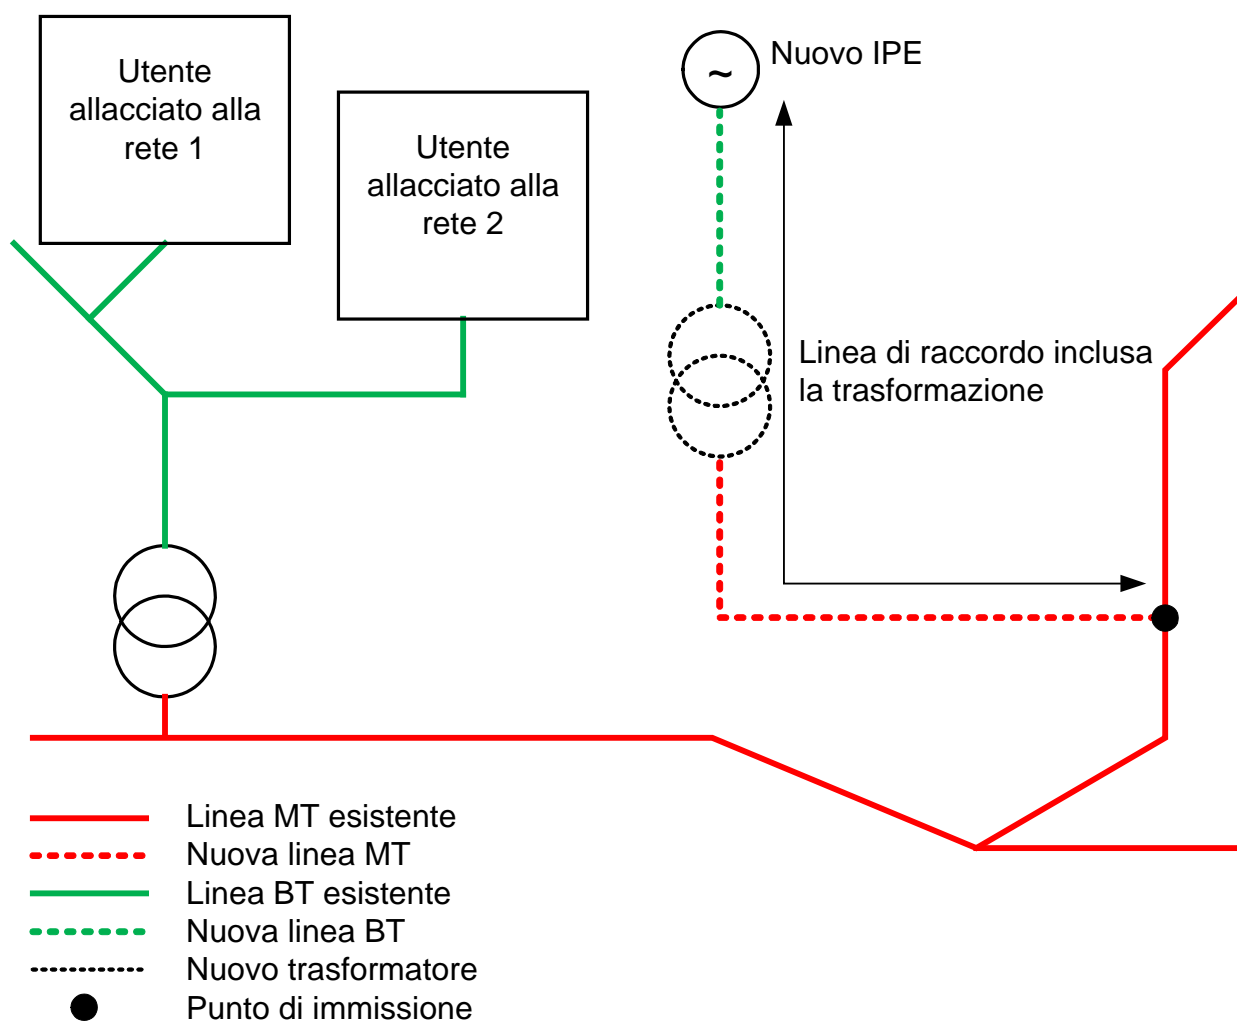 Utente
allacciato alla
rete 1
Utente
allacciato alla
rete 2
~
Nuovo IPE
Linea di raccordo inclusa
la trasformazione
Linea MT esistente
Nuova linea MT
Linea BT esistente
Nuova linea BT
Nuovo trasformatore
Punto di immissione